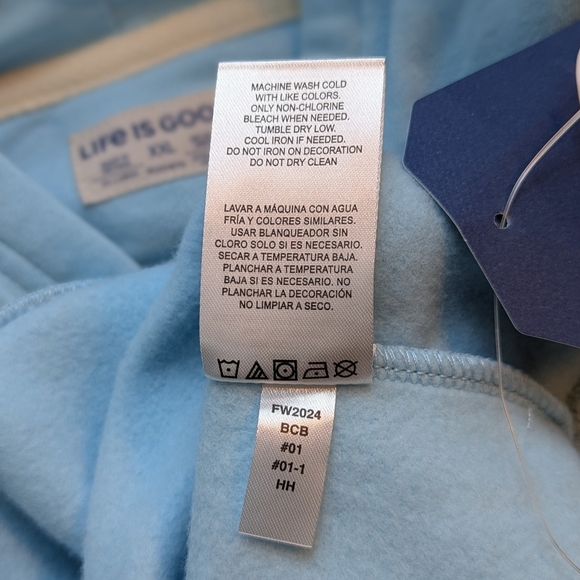 LIFE IS GOOD
XXL
MACHINE WASH COLD
WITH LIKE COLORS.
ONLY NON-CHLORINE
BLEACH WHEN NEEDED.
TUMBLE DRY LOW.
COOL IRON IF NEEDED.
DO NOT IRON ON DECORATION
DO NOT DRY CLEAN
LAVAR A MÁQUINA CON AGUA
FRÍA Y COLORES SIMILARES.
USAR BLANQUEADOR SIN
CLORO SOLO SI ES NECESARIO.
SECAR A TEMPERATURA BAJA.
PLANCHAR A TEMPERATURA
BAJA SI ES NECESARIO. NO
PLANCHAR LA DECORACIÓN
NO LIMPIAR A SECO.
FW2024
BCB
#01
#01-1
HH